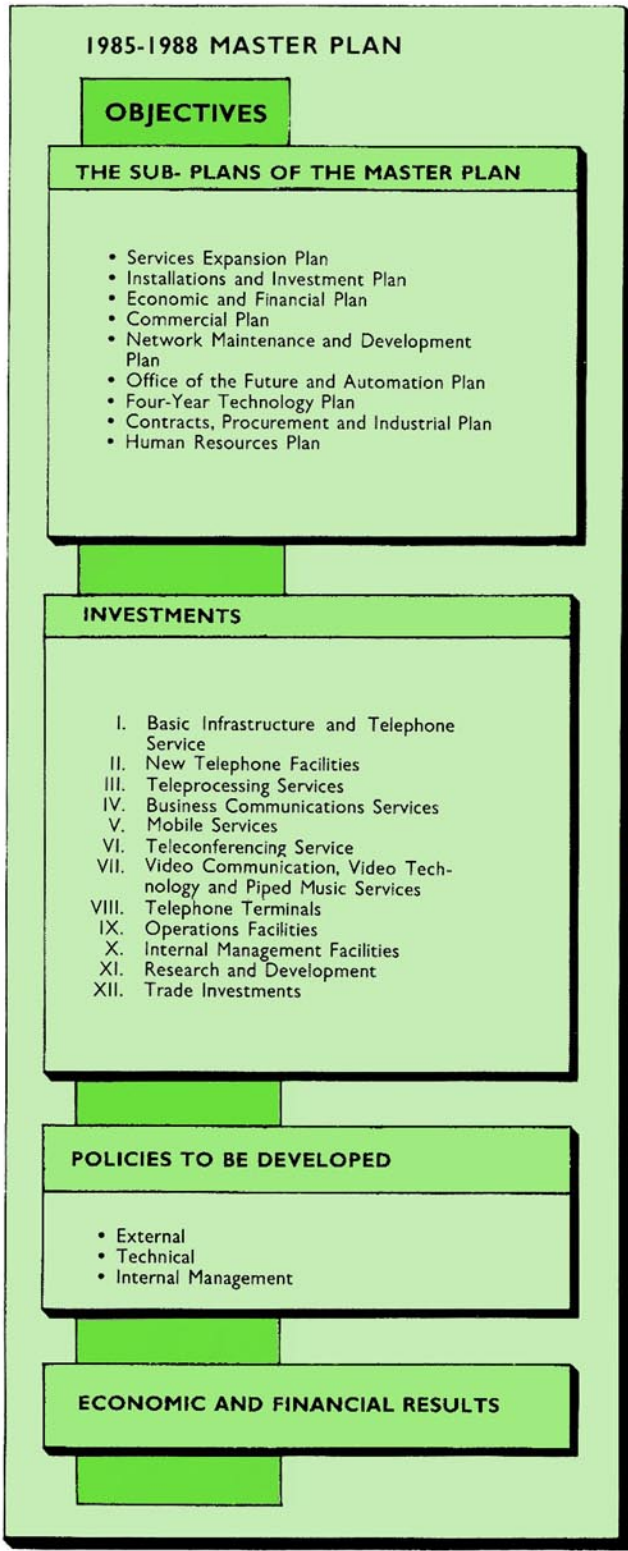 1985-1988 MASTER PLAN
OBJECTIVES
THE SUB- PLANS OF THE MASTER PLAN
• Services Expansion Plan
• Installations and Investment Plan
• Economic and Financial Plan
• Commercial Plan
• Network Maintenance and Development
Plan
• Office of the Future and Automation Plan
• Four-Year Technology Plan
• Contracts, Procurement and Industrial Plan
• Human Resources Plan
INVESTMENTS
I. Basic Infrastructure and Telephone
Service
II. New Telephone Facilities
III. Teleprocessing Services
IV. Business Communications Services
V. Mobile Services
VI. Teleconferencing Service
VII. Video Communication, Video Tech-
nology and Piped Music Services
VIII. Telephone Terminals
IX. Operations Facilities
X. Internal Management Facilities
XI. Research and Development
XII. Trade Investments
POLICIES TO BE DEVELOPED
• External
• Technical
• Internal Management
ECONOMIC AND FINANCIAL RESULTS